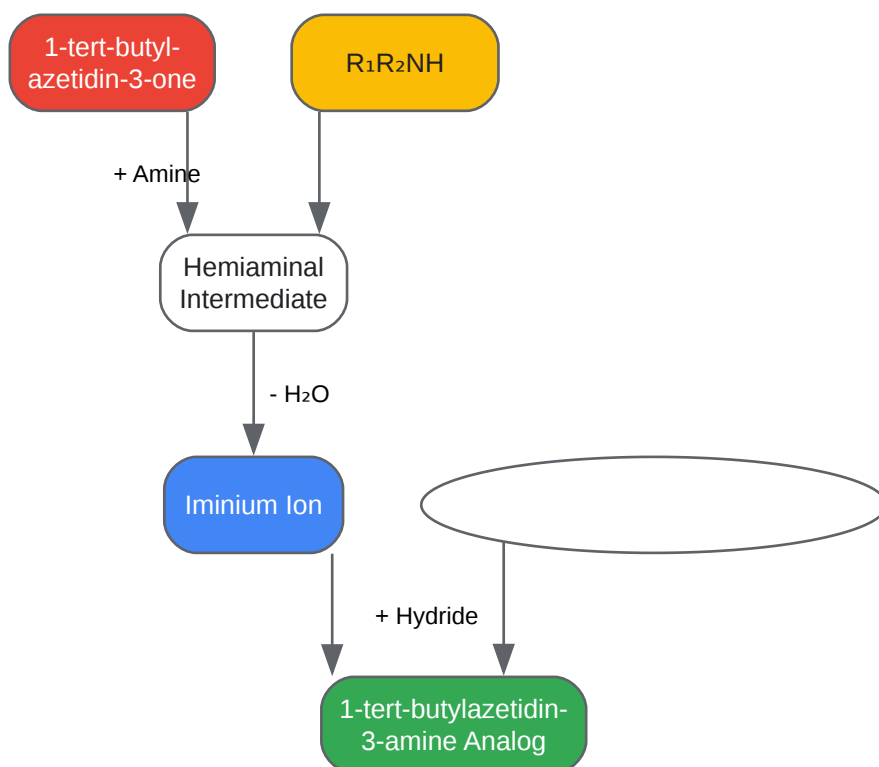 1-tert-butyl-
azetidin-3-one
R₁R₂NH
+ Amine
Hemiaminal
Intermediate
- H₂O
Iminium Ion
+ Hydride
1-tert-butylazetidin-
3-amine Analog